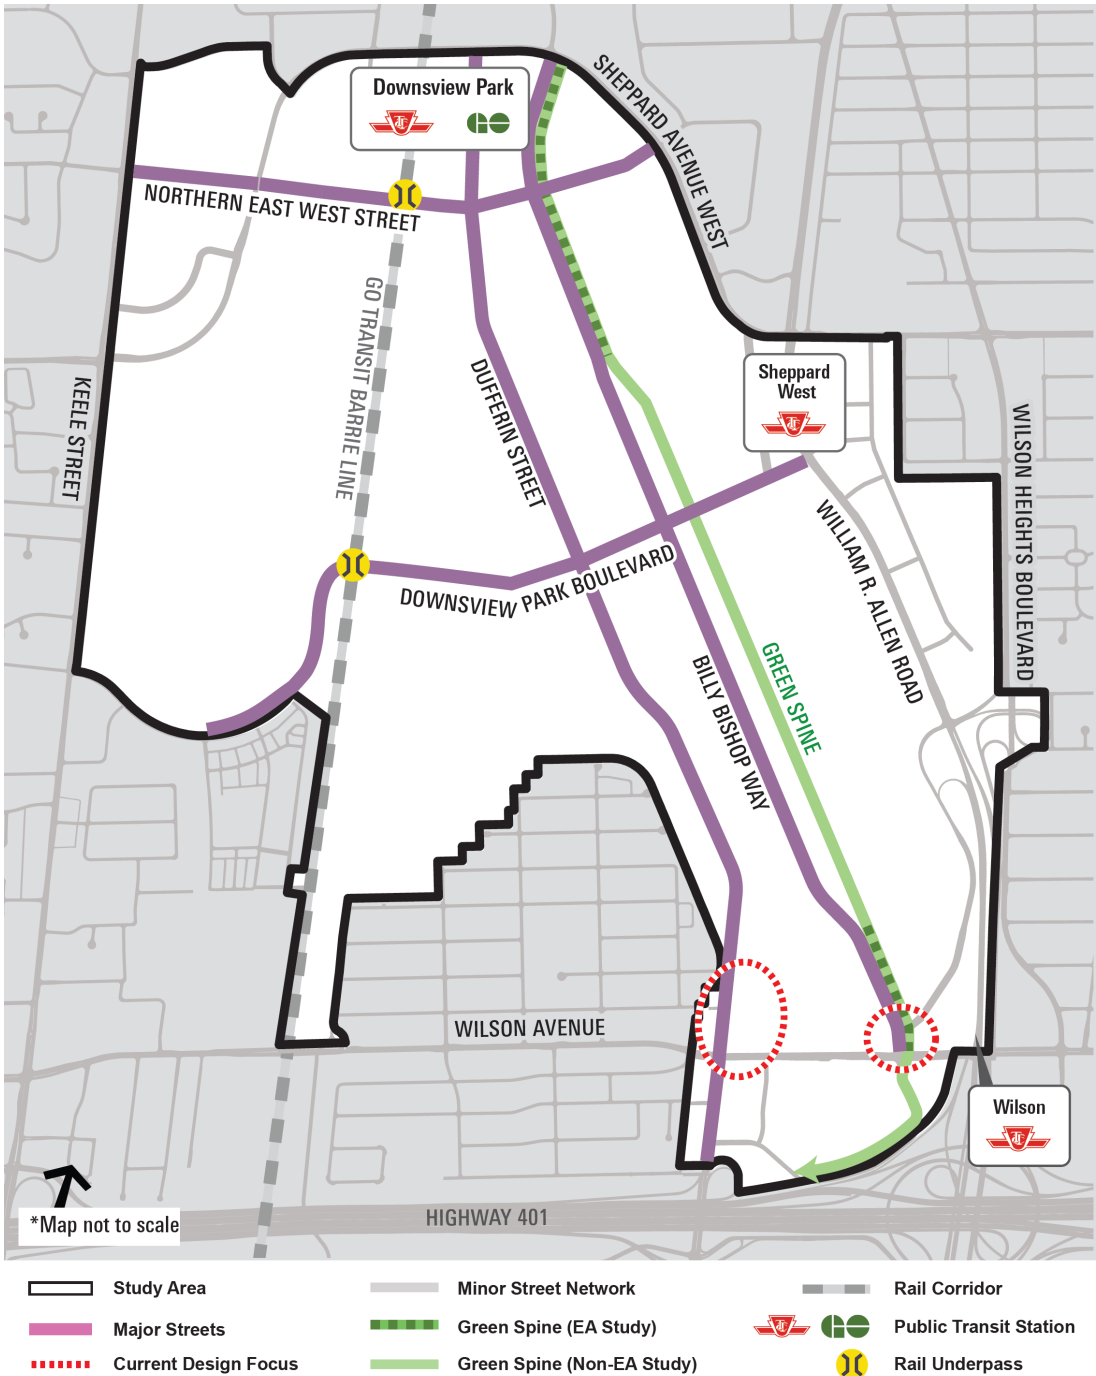 Downsview Park
SHEPPARD AVENUE WEST
NORTHERN EAST WEST STREET
GO TRANSIT BARRIE LINE
KEELE STREET
DUFFERIN STREET
Sheppard
West
WILSON HEIGHTS BOULEVARD
WILLIAM R. ALLEN ROAD
DOWNSVIEW PARK BOULEVARD
GREEN SPINE
BILLY BISHOP WAY
WILSON AVENUE
Wilson
*Map not to scale
HIGHWAY 401
Study Area
Minor Street Network
Rail Corridor
Major Streets
Green Spine (EA Study)
Public Transit Station
Current Design Focus
Green Spine (Non-EA Study)
Rail Underpass